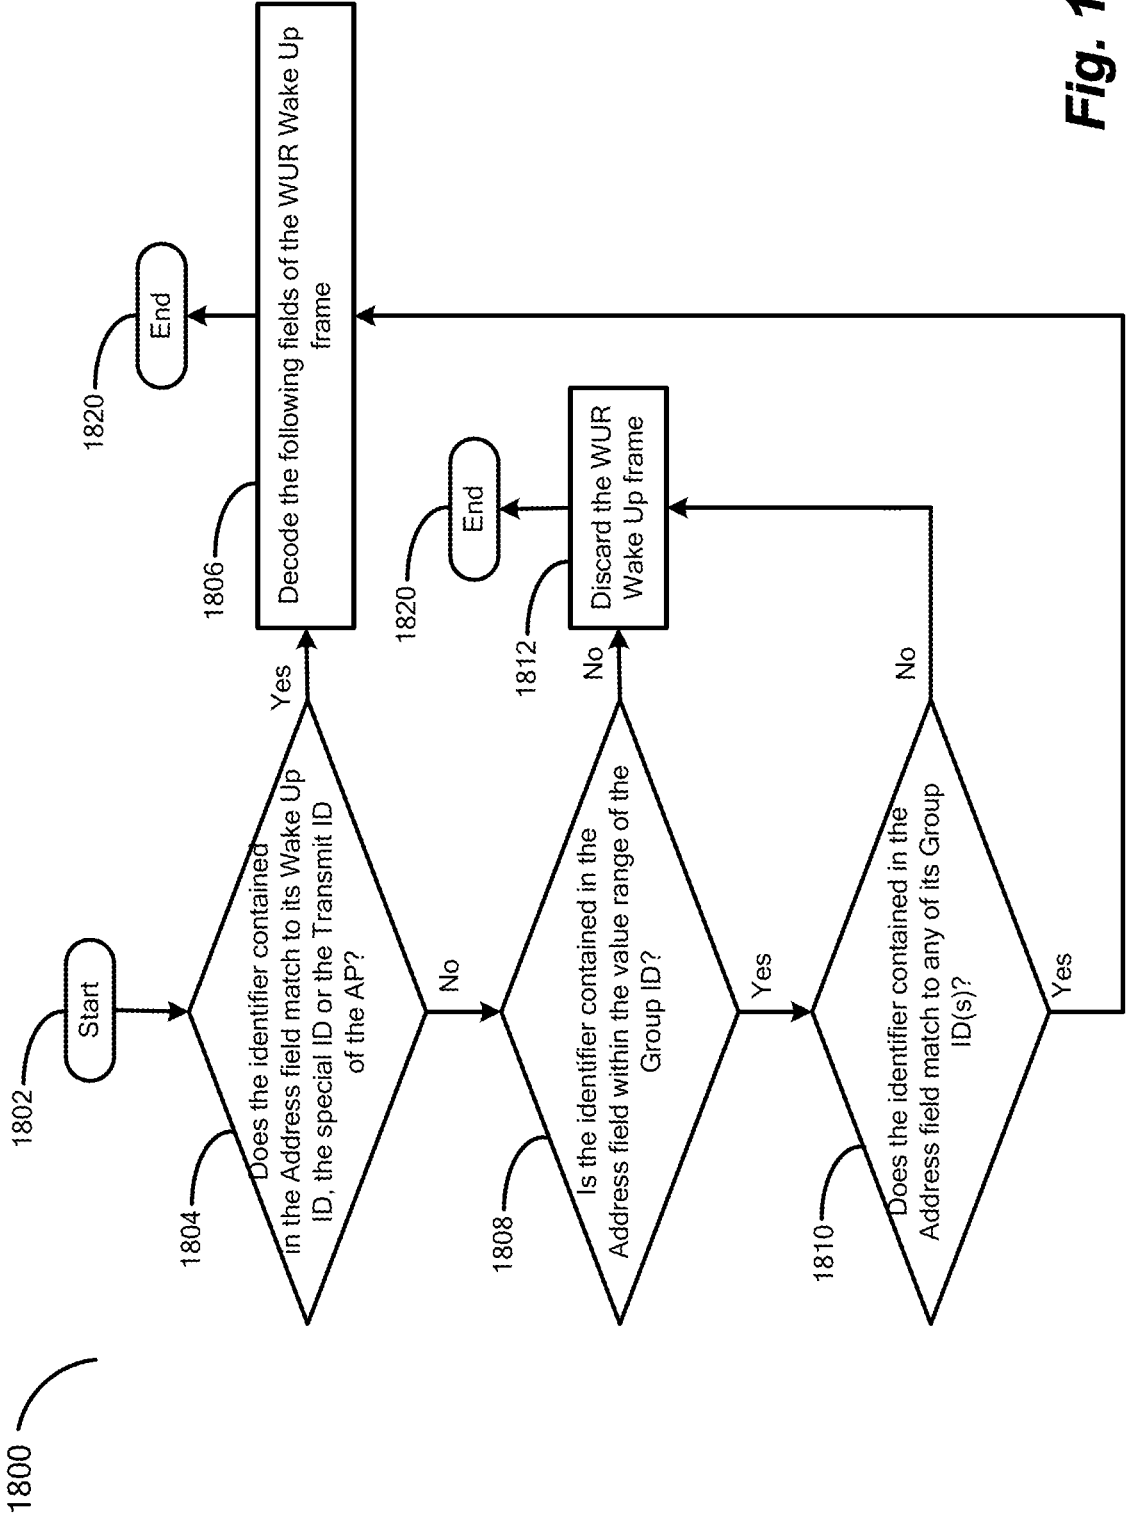 1800
1802
Start
1804
Does the identifier contained
in the Address field match to its Wake Up
ID, the special ID or the Transmit ID
of the AP?
Yes
No
1806
Decode the following fields of the WUR Wake Up
frame
1820
End
1808
Is the identifier contained in the
Address field within the value range of the
Group ID?
No
Yes
1812
Discard the WUR
Wake Up frame
1820
End
1810
Does the identifier contained in the
Address field match to any of its Group
ID(s)?
No
Yes
Fig. 1